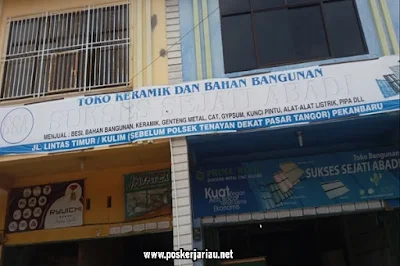 TOKO KERAMIK DAN BAHAN BANGUNAN
SUKSES SEJATI ABADI
MENJUAL : BESI, BAHAN BANGUNAN, KERAMIK, GENTENG METAL, CAT, GYPSUM, KUNCI PINTU, ALAT-ALAT LISTRIK, PIPA DLL
JL. LINTAS TIMUR / KULIM (SEBELUM POLSEK TENAYAN DEKAT PASAR TANGOR) PEKANBARU
RYUICHI
Toko Bangunan
SUKSES SEJATI ABADI
Kuat
www.poskerjariau.net